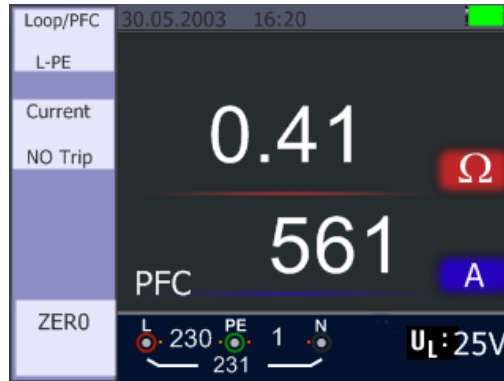 Loop/PFC
30.05.2003 16:20
L-PE
Current
NO Trip
0.41 Ω
561 A
PFC
ZER0
L 230 PE 1 N
231
UL:25V